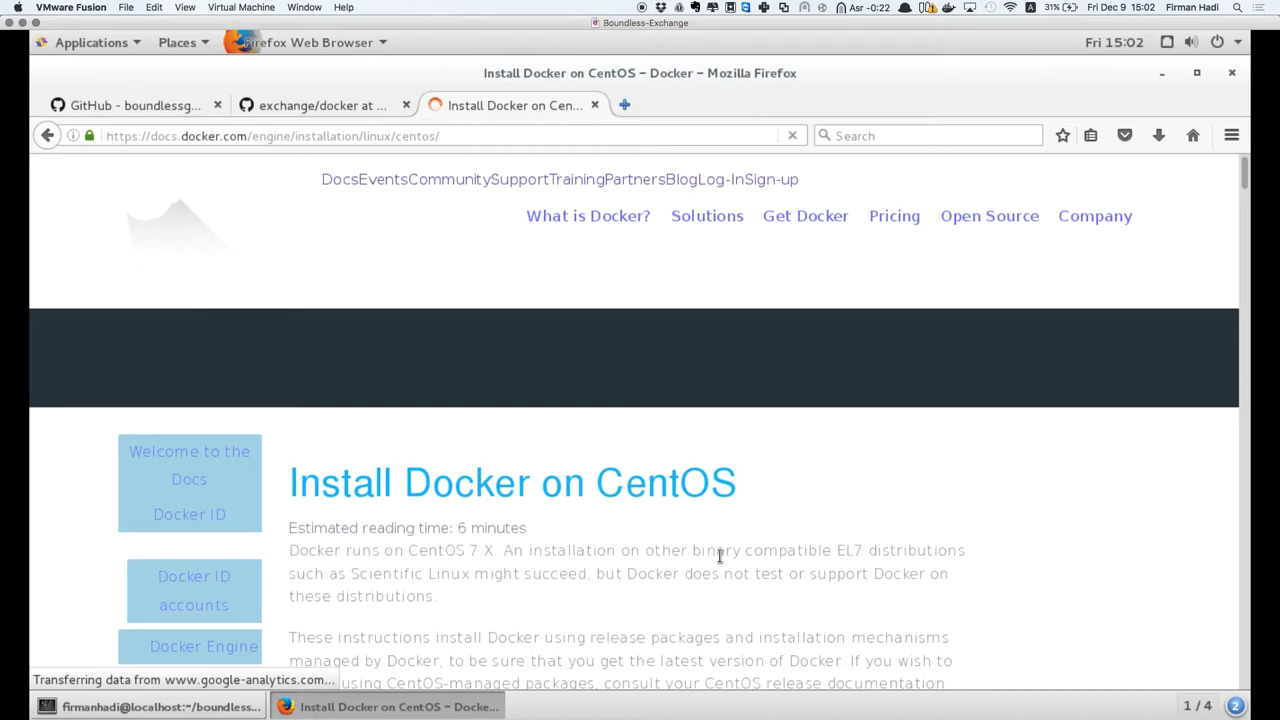 VMware Fusion File Edit View Virtual Machine Window Help Asr -0:22 31% Fri Dec 9 15:02 Firman Hadi
Boundless-Exchange
Applications Places Firefox Web Browser Fri 15:02
Install Docker on CentOS - Docker - Mozilla Firefox
GitHub - boundlessg... exchange/docker at ... Install Docker on Cen...
https://docs.docker.com/engine/installation/linux/centos/ Search
DocsEventsCommunitySupportTrainingPartnersBlogLog-InSign-up
What is Docker? Solutions Get Docker Pricing Open Source Company
Welcome to the
Docs
Docker ID
Docker ID
accounts
Docker Engine
Install Docker on CentOS
Estimated reading time: 6 minutes
Docker runs on CentOS 7 X. An installation on other binary compatible EL7 distributions
such as Scientific Linux might succeed, but Docker does not test or support Docker on
these distributions.
These instructions install Docker using release packages and installation mechanisms
managed by Docker, to be sure that you get the latest version of Docker. If you wish to
using CentOS-managed packages, consult your CentOS release documentation
Transferring data from www.google-analytics.com...
firmanhadi@localhost:~/boundless... Install Docker on CentOS - Docke... 1 / 4 2